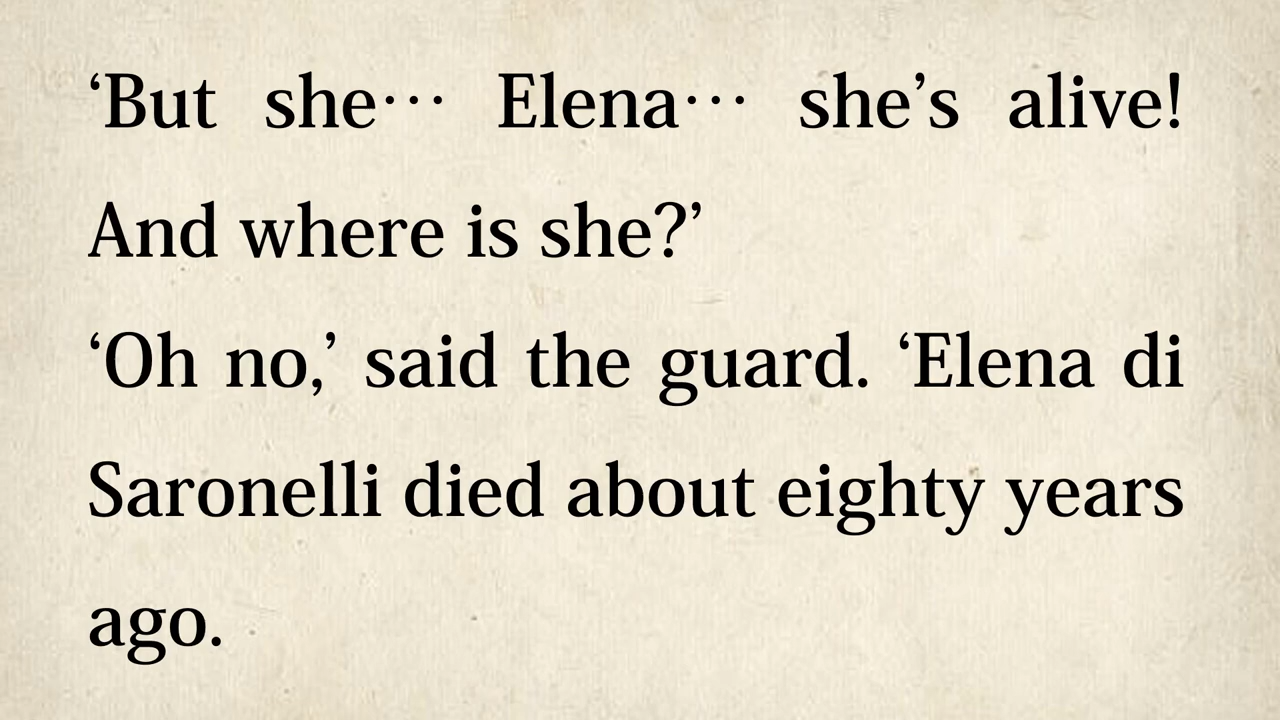 ‘But she··· Elena··· she’s alive!
And where is she?’
‘Oh no,’ said the guard. ‘Elena di
Saronelli died about eighty years
ago.